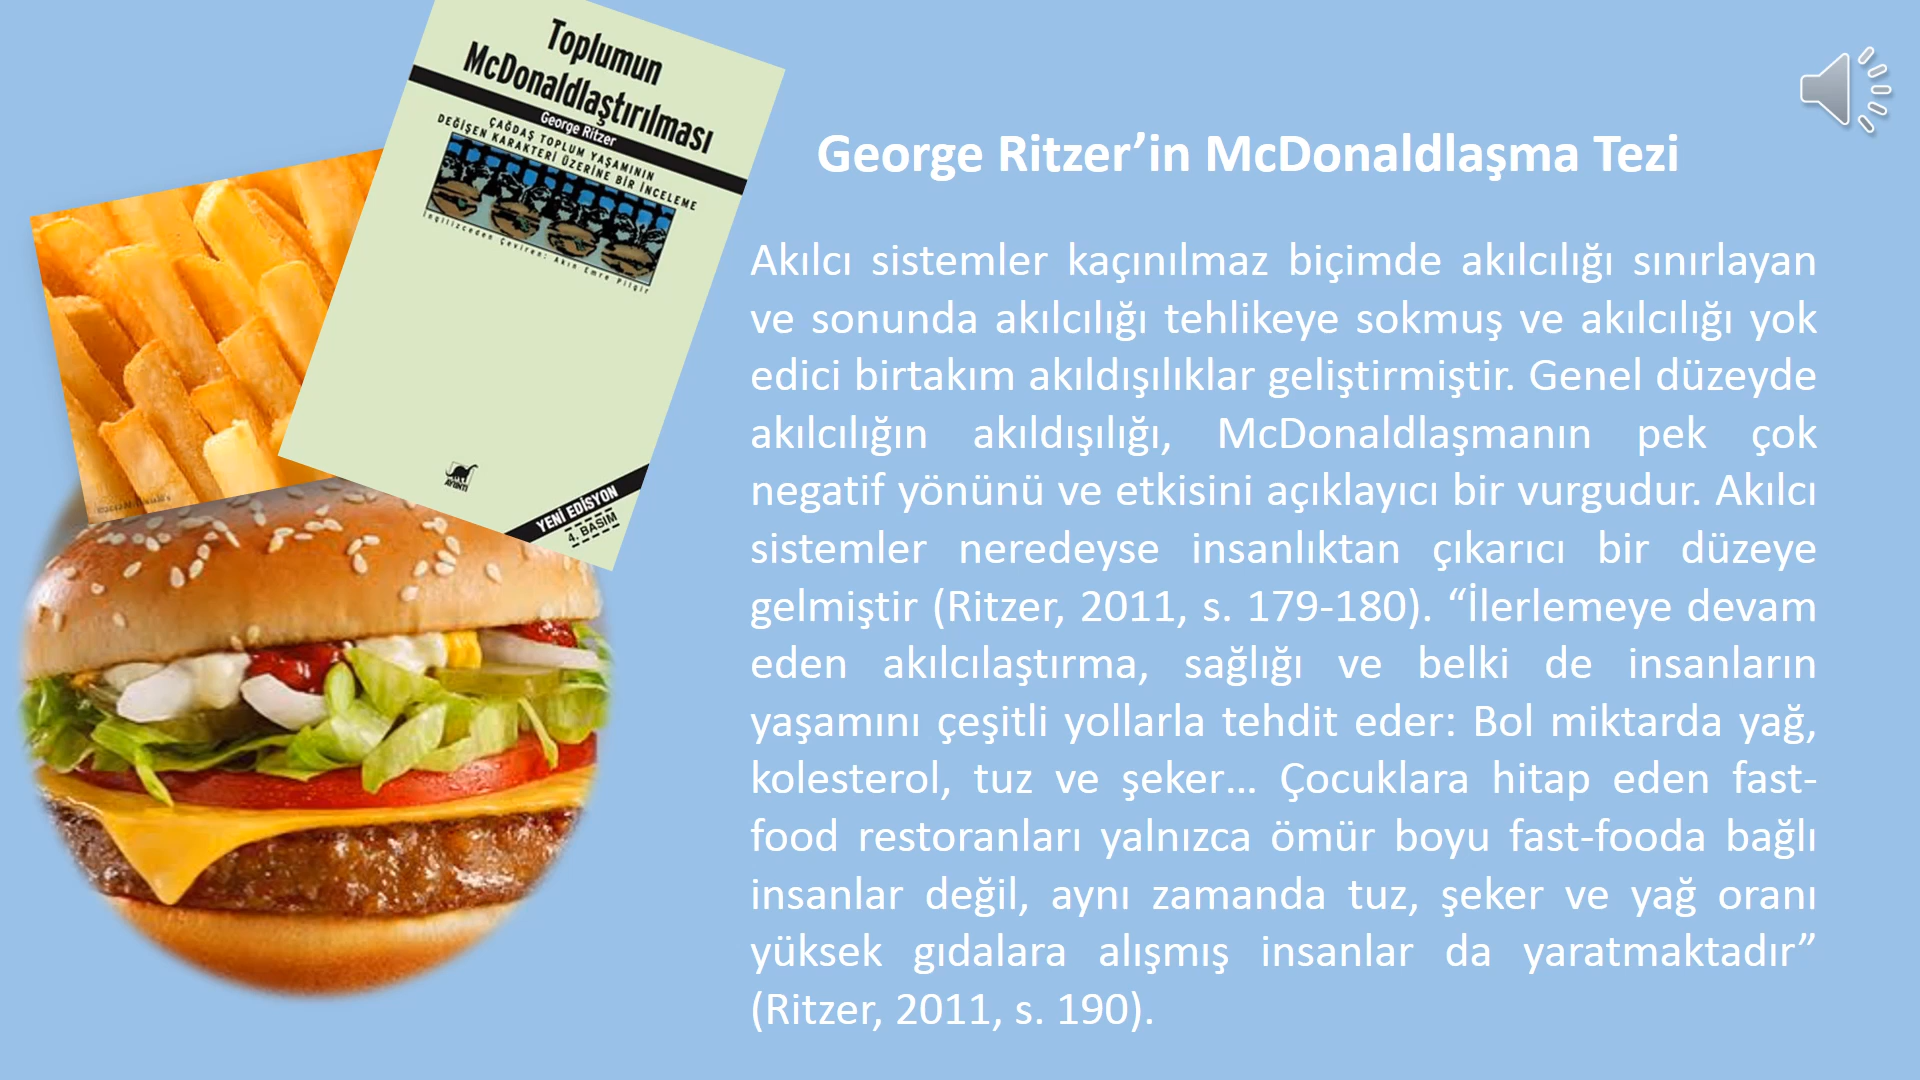 Toplumun
McDonaldlaştırılması
George Ritzer
ÇAĞDAŞ TOPLUM YAŞAMININ
DEĞİŞEN KARAKTERİ ÜZERİNE BİR İNCELEME
İngilizceden Çeviren: Akın Emre Pilgir
AYRINTI
YENİ EDİSYON
4. BASIM
George Ritzer’in McDonaldlaşma Tezi
Akılcı sistemler kaçınılmaz biçimde akılcılığı sınırlayan
ve sonunda akılcılığı tehlikeye sokmuş ve akılcılığı yok
edici birtakım akıldışılıklar geliştirmiştir. Genel düzeyde
akılcılığın akıldışılığı, McDonaldlaşmanın pek çok
negatif yönünü ve etkisini açıklayıcı bir vurgudur. Akılcı
sistemler neredeyse insanlıktan çıkarıcı bir düzeye
gelmiştir (Ritzer, 2011, s. 179-180). “İlerlemeye devam
eden akılcılaştırma, sağlığı ve belki de insanların
yaşamını çeşitli yollarla tehdit eder: Bol miktarda yağ,
kolesterol, tuz ve şeker… Çocuklara hitap eden fast-
food restoranları yalnızca ömür boyu fast-fooda bağlı
insanlar değil, aynı zamanda tuz, şeker ve yağ oranı
yüksek gıdalara alışmış insanlar da yaratmaktadır”
(Ritzer, 2011, s. 190).